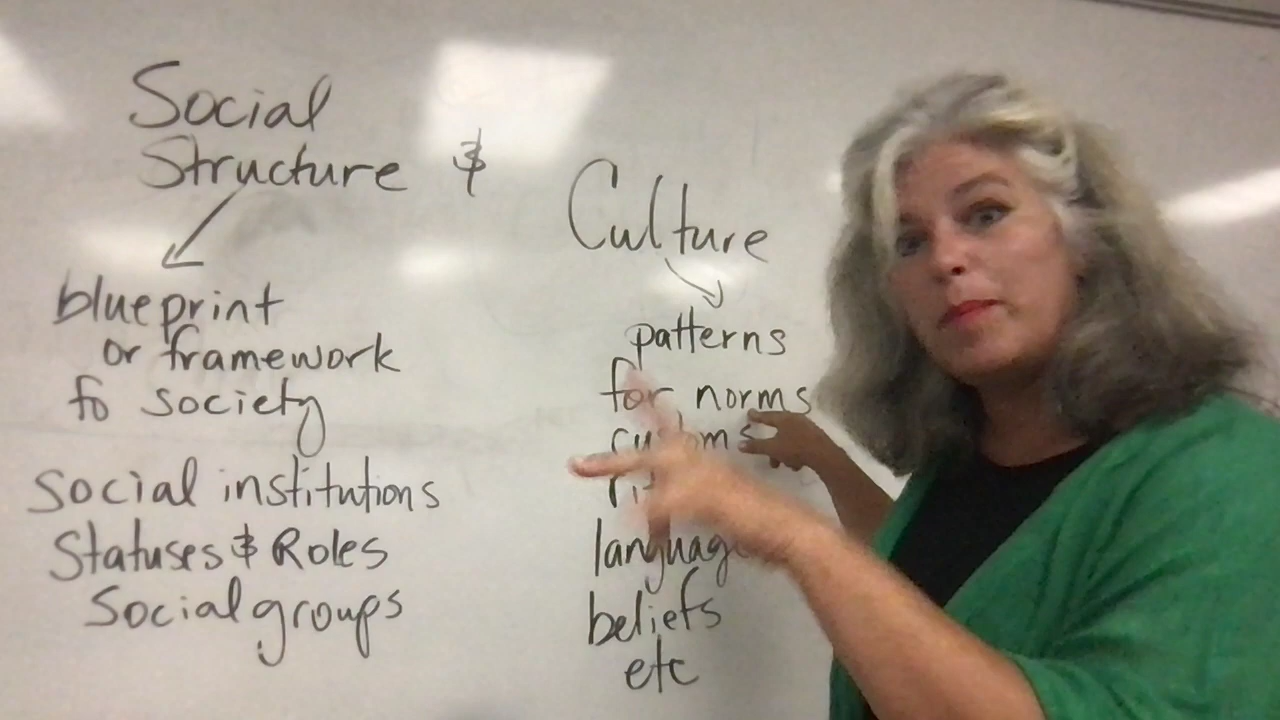 Social
Structure &
blueprint
or framework
fo society
Social institutions
Statuses & Roles
Social groups
Culture
patterns
for norms
customs
language
beliefs
etc